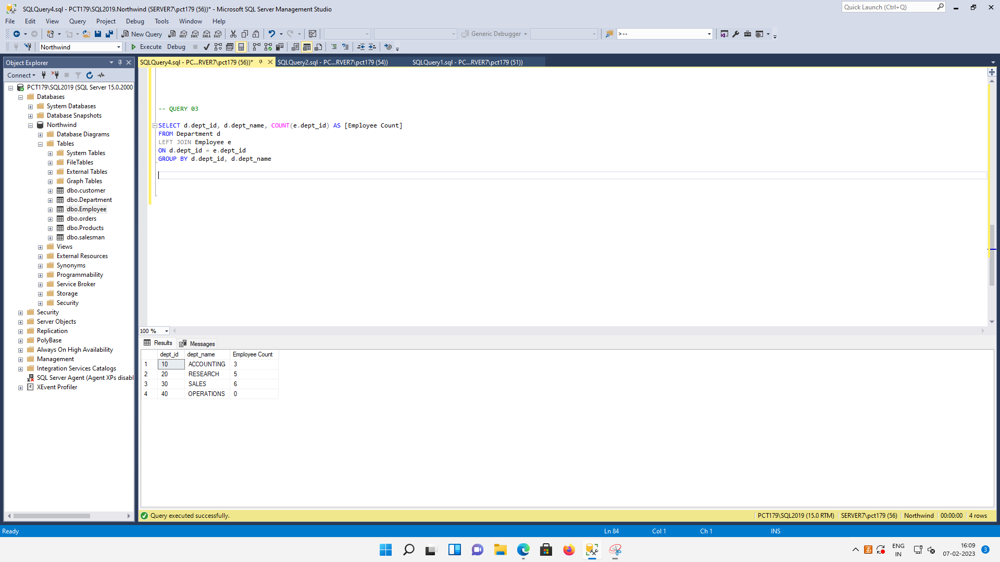 SQLQuery4.sql - PCT179\SQL2019.Northwind (SERVER7\pct179 (56))* - Microsoft SQL Server Management Studio
Quick Launch (Ctrl+Q)
File Edit View Query Project Debug Tools Window Help
New Query
MDX DMX XMLA DAX
Generic Debugger
>--
Northwind
Execute Debug
Object Explorer
SQLQuery4.sql - PC...RVER7\pct179 (56))*
SQLQuery2.sql - PC...RVER7\pct179 (54))
SQLQuery1.sql - PC...RVER7\pct179 (51))
Connect
PCT179\SQL2019 (SQL Server 15.0.2000
Databases
System Databases
Database Snapshots
Northwind
Database Diagrams
Tables
System Tables
FileTables
External Tables
Graph Tables
dbo.customer
dbo.Department
dbo.Employee
dbo.orders
dbo.Products
dbo.salesman
Views
External Resources
Synonyms
Programmability
Service Broker
Storage
Security
Security
Server Objects
Replication
PolyBase
Always On High Availability
Management
Integration Services Catalogs
SQL Server Agent (Agent XPs disabl
XEvent Profiler
-- QUERY 03
SELECT d.dept_id, d.dept_name, COUNT(e.dept_id) AS [Employee Count]
FROM Department d
LEFT JOIN Employee e
ON d.dept_id = e.dept_id
GROUP BY d.dept_id, d.dept_name
100 %
Results Messages
dept_id dept_name Employee Count
1 10 ACCOUNTING 3
2 20 RESEARCH 5
3 30 SALES 6
4 40 OPERATIONS 0
Query executed successfully.
PCT179\SQL2019 (15.0 RTM) SERVER7\pct179 (56) Northwind 00:00:00 4 rows
Ready
Ln 84 Col 1 Ch 1 INS
ENG
IN
16:09
07-02-2023
3